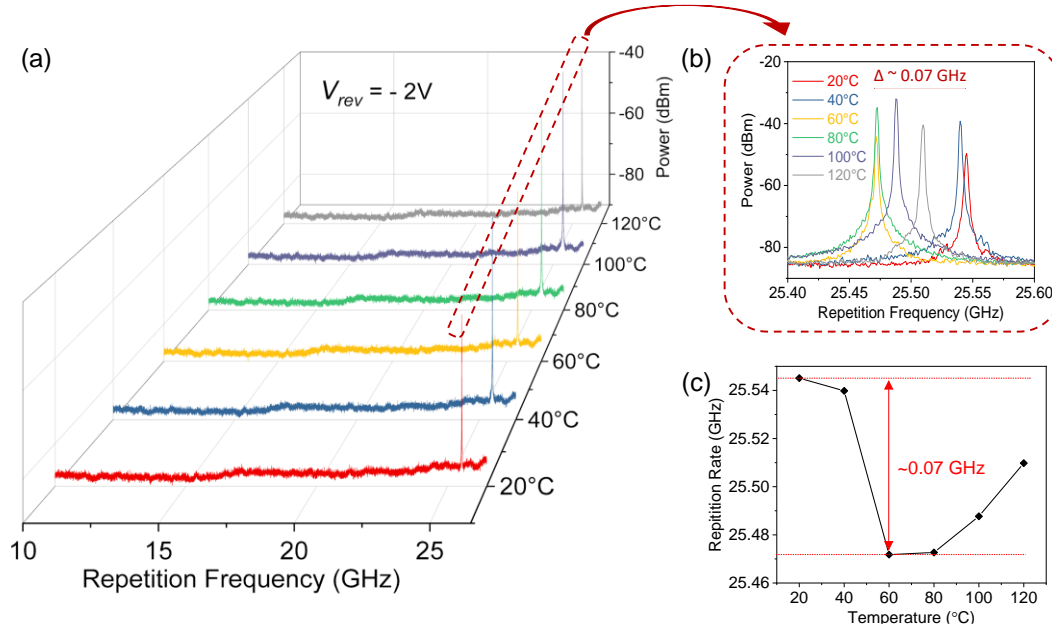 (a)
V_rev = - 2V
-40
-60
-80
Power (dBm)
120°C
100°C
80°C
60°C
40°C
20°C
10
15
20
25
Repetition Frequency (GHz)
(b)
-20
-40
-60
-80
Power (dBm)
20°C
40°C
60°C
80°C
100°C
120°C
Δ ~ 0.07 GHz
25.40
25.45
25.50
25.55
25.60
Repetition Frequency (GHz)
(c)
25.54
25.52
25.50
25.48
25.46
Repitition Rate (GHz)
~0.07 GHz
20
40
60
80
100
120
Temperature (°C)